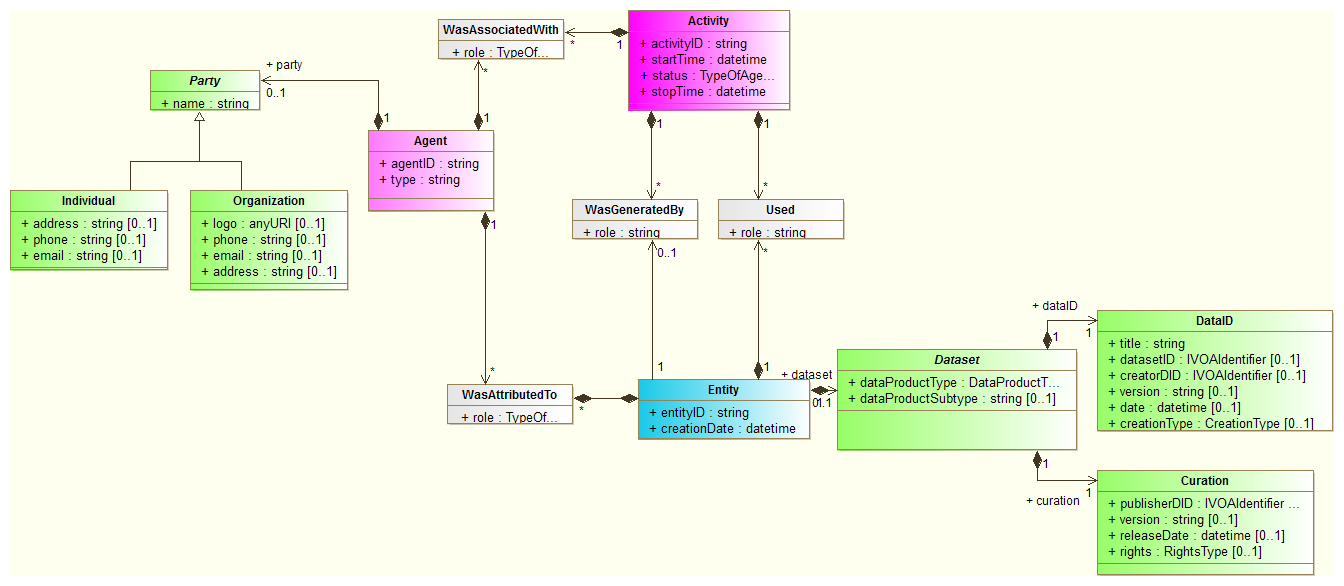 WasAssociatedWith
+ role : TypeOf...
*
1
Activity
+ activityID : string
+ startTime : datetime
+ status : TypeOfAge...
+ stopTime : datetime
Party
+ name : string
+ party
0..1
1
*
1
Agent
+ agentID : string
+ type : string
1
Individual
+ address : string [0..1]
+ phone : string [0..1]
+ email : string [0..1]
Organization
+ logo : anyURI [0..1]
+ phone : string [0..1]
+ email : string [0..1]
+ address : string [0..1]
1
1
*
*
WasGeneratedBy
+ role : string
0..1
Used
+ role : string
*
*
WasAttributedTo
+ role : TypeOf...
*
1
1
Entity
+ entityID : string
+ creationDate : datetime
+ dataset
0..1
1
Dataset
+ dataProductType : DataProductT...
+ dataProductSubtype : string [0..1]
+ dataID
1
1
DataID
+ title : string
+ datasetID : IVOAIdentifier [0..1]
+ creatorDID : IVOAIdentifier [0..1]
+ version : string [0..1]
+ date : datetime [0..1]
+ creationType : CreationType [0..1]
1
+ curation
1
Curation
+ publisherDID : IVOAIdentifier ...
+ version : string [0..1]
+ releaseDate : datetime [0..1]
+ rights : RightsType [0..1]